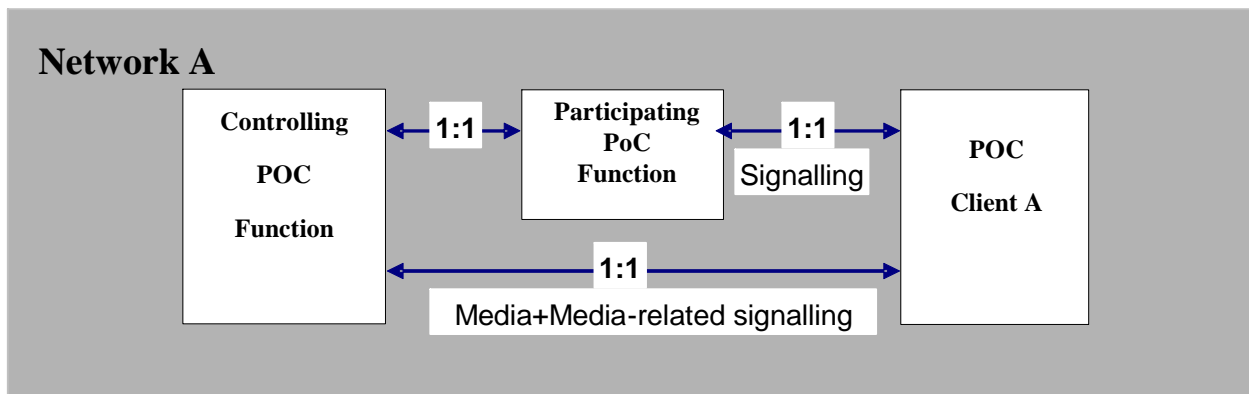 Network A
Controlling
POC
Function
1:1
Participating
PoC
Function
1:1
Signalling
POC
Client A
1:1
Media+Media-related signalling